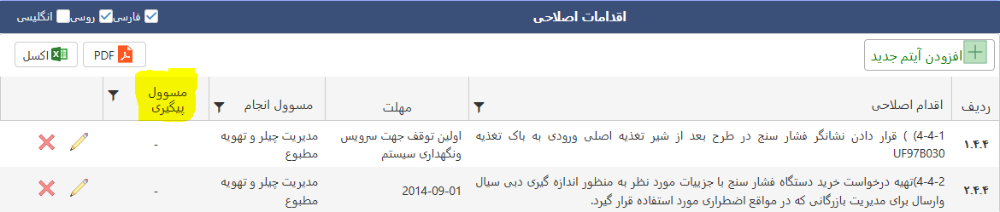 اقدامات اصلاحی
فارسی روسی انگلیسی
افزودن آیتم جدید
PDF اکسل
ردیف اقدام اصلاحی مهلت مسوول انجام مسوول
پیگیری
۱.۴.۴ 4-4-1) ) قرار دادن نشانگر فشار سنج در طرح بعد از شیر تغذیه اصلی ورودی به باک تغذیه اولین توقف جهت سرویس مدیریت چیلر و تهویه -
UF97B030 ونگهداری سیستم مطبوع
۲.۴.۴ 4-4-2)تهیه درخواست خرید دستگاه فشار سنج با جزییات مورد نظر به منظور اندازه گیری دبی سیال 2014-09-01 مدیریت چیلر و تهویه -
وارسال برای مدیریت بازرگانی که در مواقع اضطراری مورد استفاده قرار گیرد. مطبوع